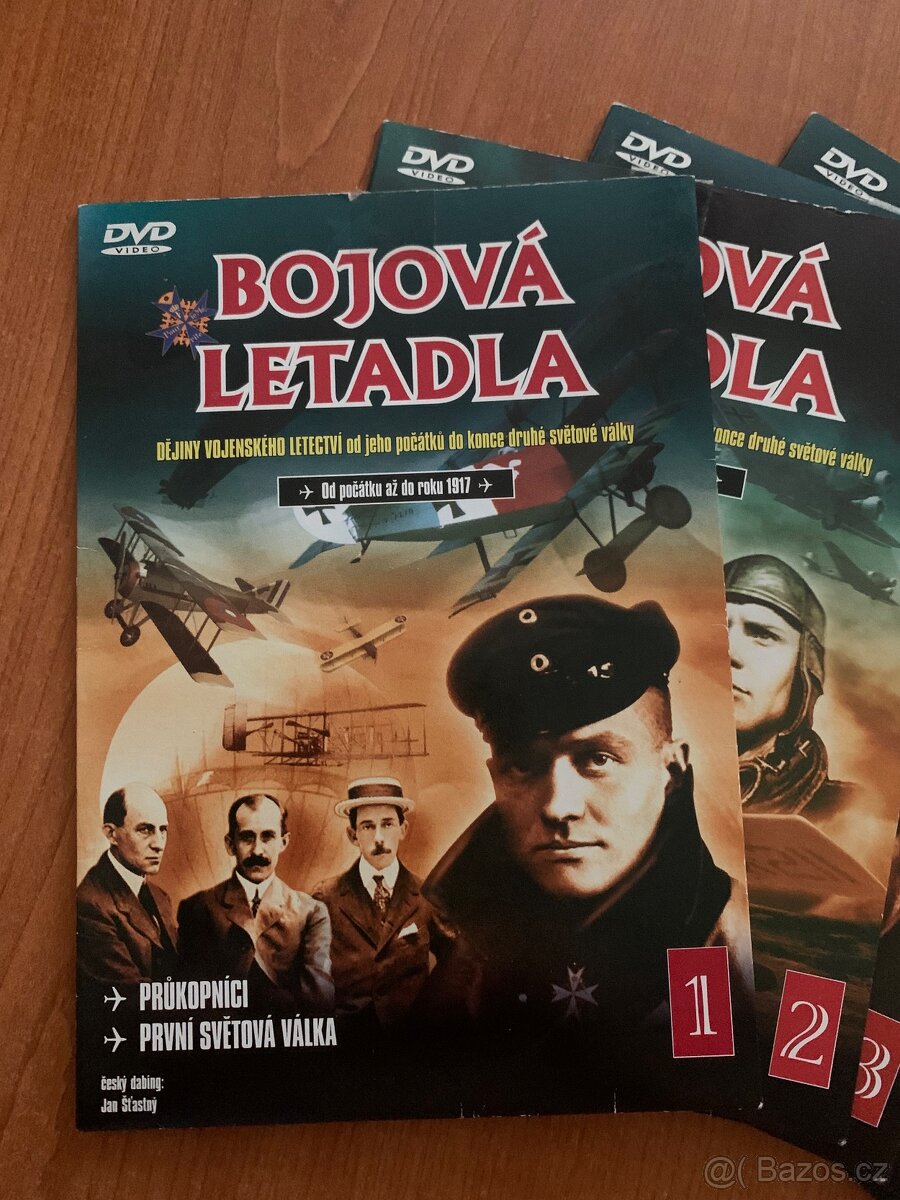 DVD
VIDEO
BOJOVÁ
LETADLA
DĚJINY VOJENSKÉHO LETECTVÍ od jeho počátků do konce druhé světové války
Od počátku až do roku 1917
PRŮKOPNÍCI
PRVNÍ SVĚTOVÁ VÁLKA
český dabing:
Jan Šťastný
1
DVD
VIDEO
OVÁ
DLA
konce druhé světové války
2
DVD
VIDEO
3
DVD
VIDEO
@( Bazos.cz